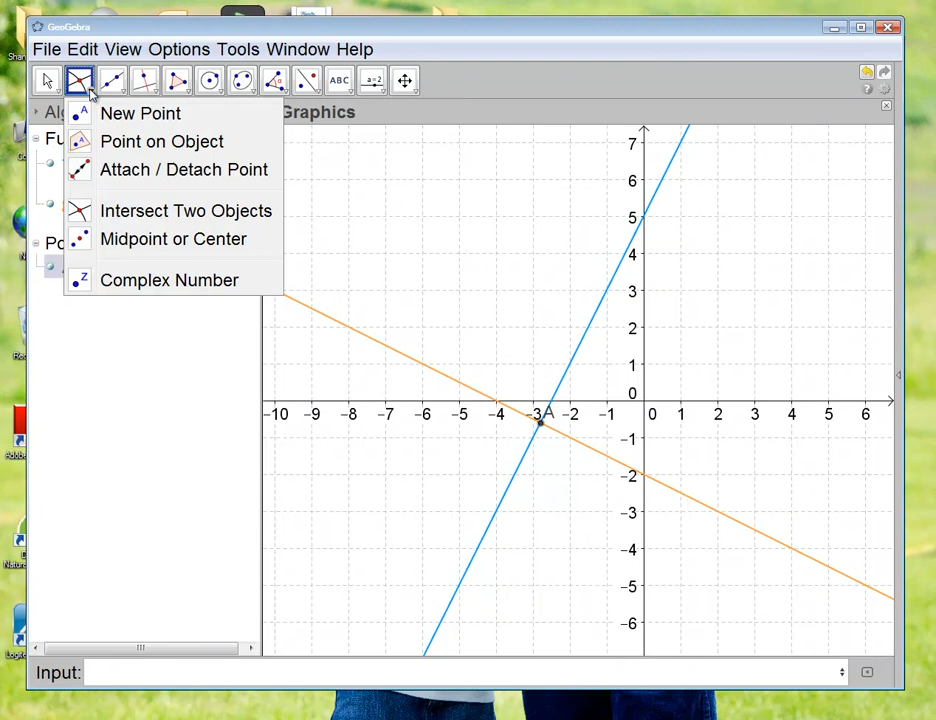 GeoGebra
File Edit View Options Tools Window Help
ABC
a=2
Graphics
New Point
Point on Object
Attach / Detach Point
Intersect Two Objects
Midpoint or Center
Complex Number
A
A
Z
7
6
5
4
3
2
1
0
-10 -9 -8 -7 -6 -5 -4 -3 A -2 -1 0 1 2 3 4 5 6
-1
-2
-3
-4
-5
-6
Input: